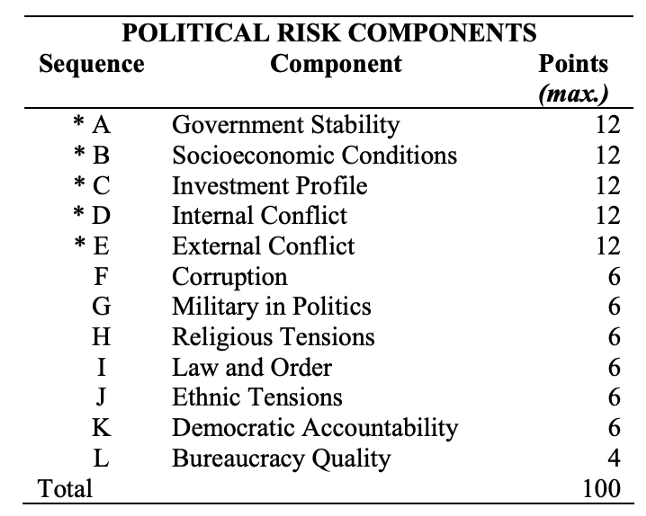 POLITICAL RISK COMPONENTS
Sequence Component Points
(max.)
* A Government Stability 12
* B Socioeconomic Conditions 12
* C Investment Profile 12
* D Internal Conflict 12
* E External Conflict 12
F Corruption 6
G Military in Politics 6
H Religious Tensions 6
I Law and Order 6
J Ethnic Tensions 6
K Democratic Accountability 6
L Bureaucracy Quality 4
Total 100